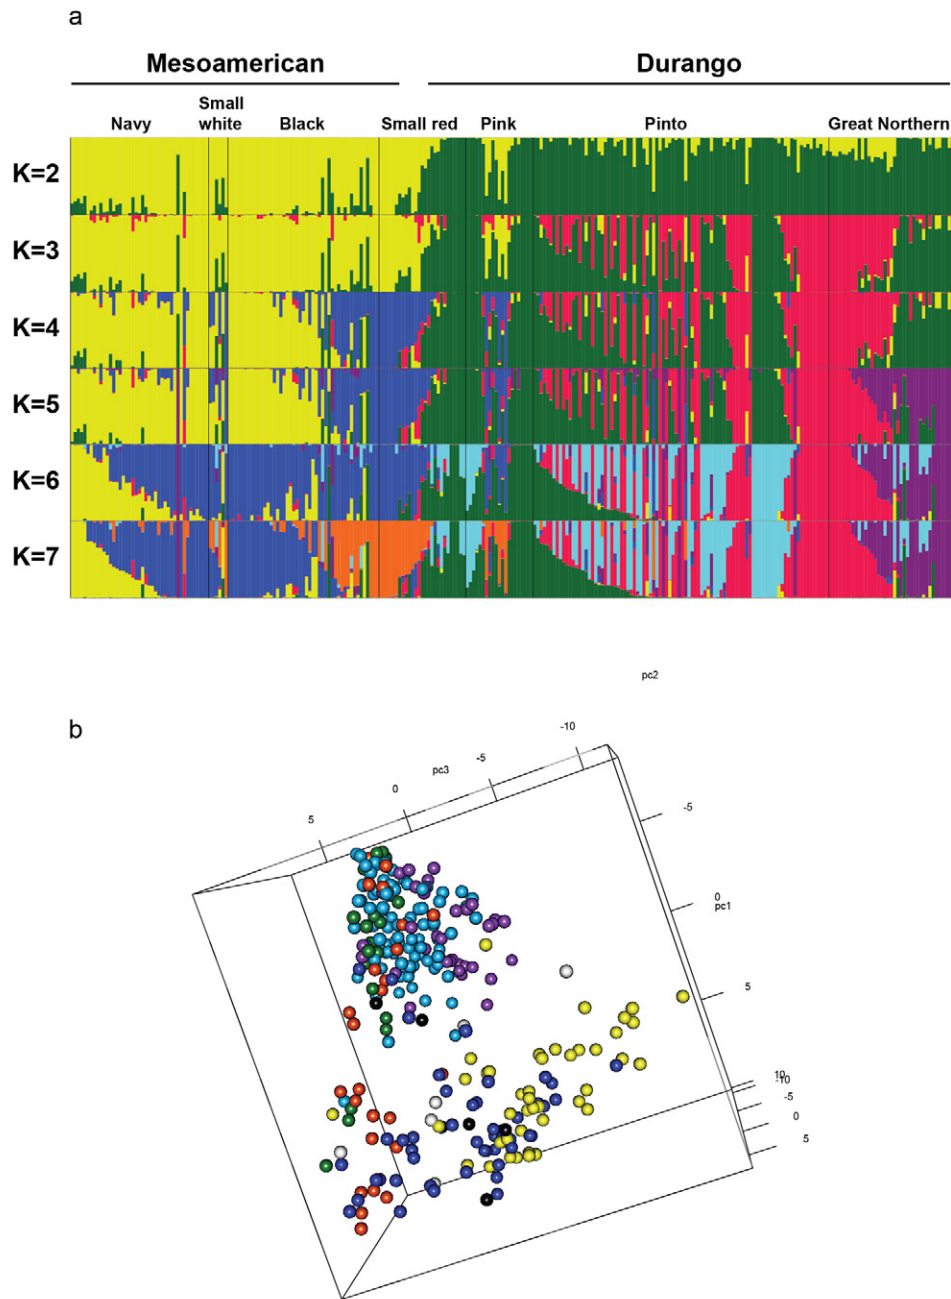 a
Mesoamerican Durango
Navy Small white Black Small red Pink Pinto Great Northern
K=2
K=3
K=4
K=5
K=6
K=7
pc2
b
5 0 pc3 -5 -10
-5
0
pc1
5
10
-10
-5
0
5